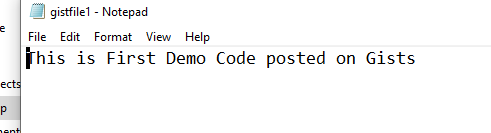 gistfile1 - Notepad
File Edit Format View Help
This is First Demo Code posted on Gists